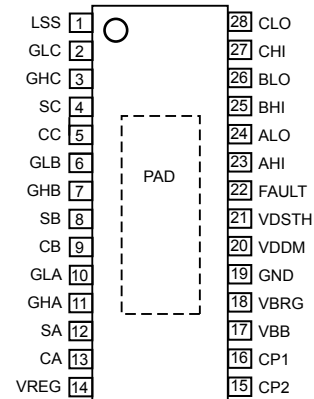 LSS 1 28 CLO
GLC 2 27 CHI
GHC 3 26 BLO
SC 4 25 BHI
CC 5 24 ALO
GLB 6 23 AHI
GHB 7 PAD 22 FAULT
SB 8 21 VDSTH
CB 9 20 VDDM
GLA 10 19 GND
GHA 11 18 VBRG
SA 12 17 VBB
CA 13 16 CP1
VREG 14 15 CP2